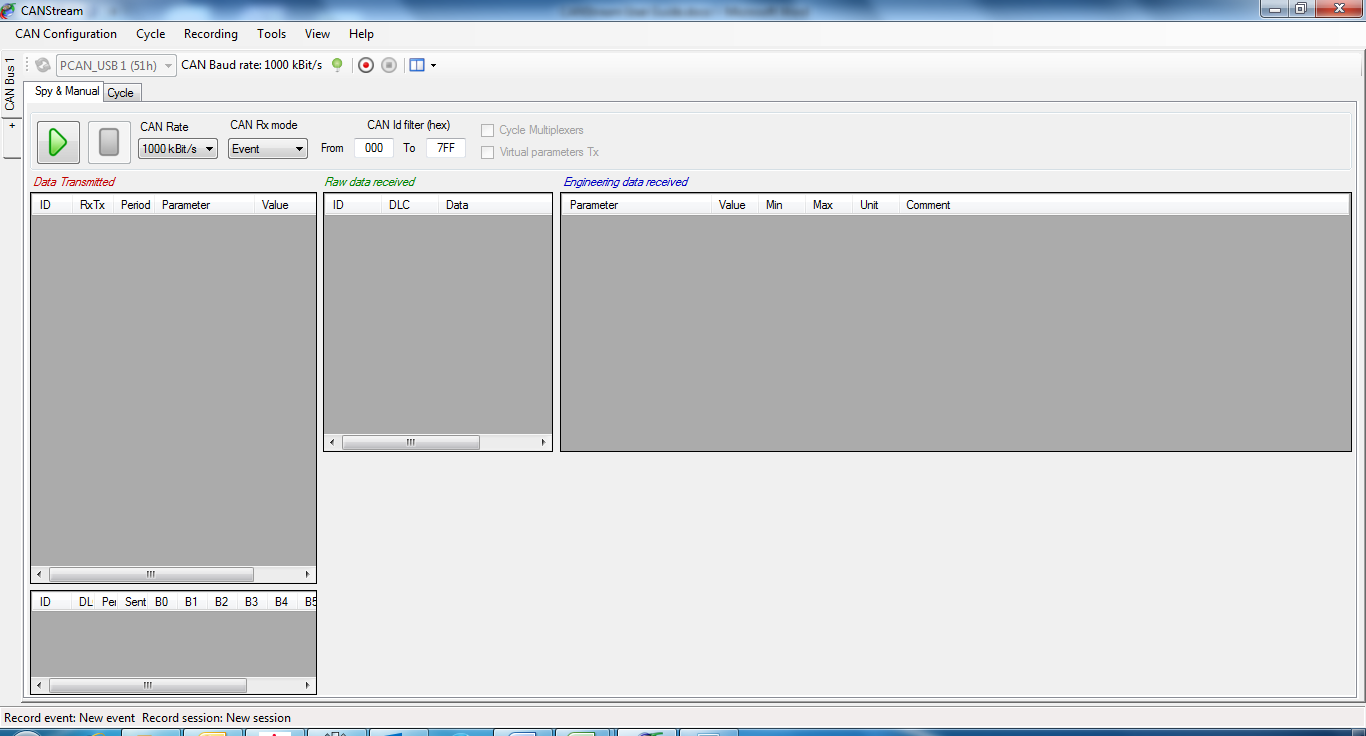 CANStream
CAN Configuration Cycle Recording Tools View Help
CAN Bus 1
+
PCAN_USB 1 (51h) CAN Baud rate: 1000 kBit/s
Spy & Manual Cycle
CAN Rate CAN Rx mode CAN Id filter (hex)
1000 kBit/s Event From 000 To 7FF
Cycle Multiplexers
Virtual parameters Tx
Data Transmitted
ID RxTx Period Parameter Value
Raw data received
ID DLC Data
Engineering data received
Parameter Value Min Max Unit Comment
ID DL Per Sent B0 B1 B2 B3 B4 B5
Record event: New event Record session: New session